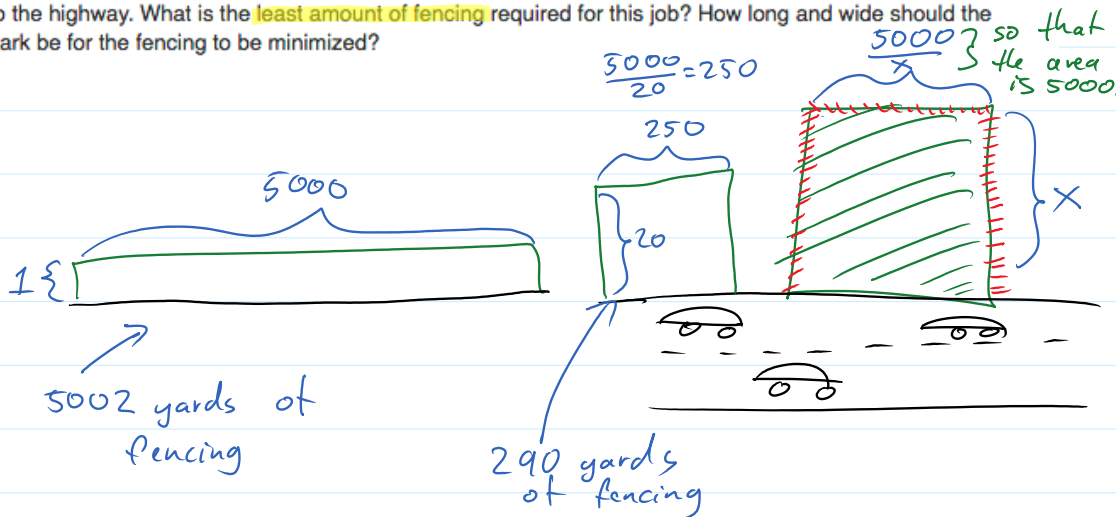 the highway. What is the least amount of fencing required for this job? How long and wide should the
ark be for the fencing to be minimized?
5000
x
so that
the area
is 5000.
5000
20
=250
250
5000
20
x
1
5002 yards of
fencing
290 yards
of fencing